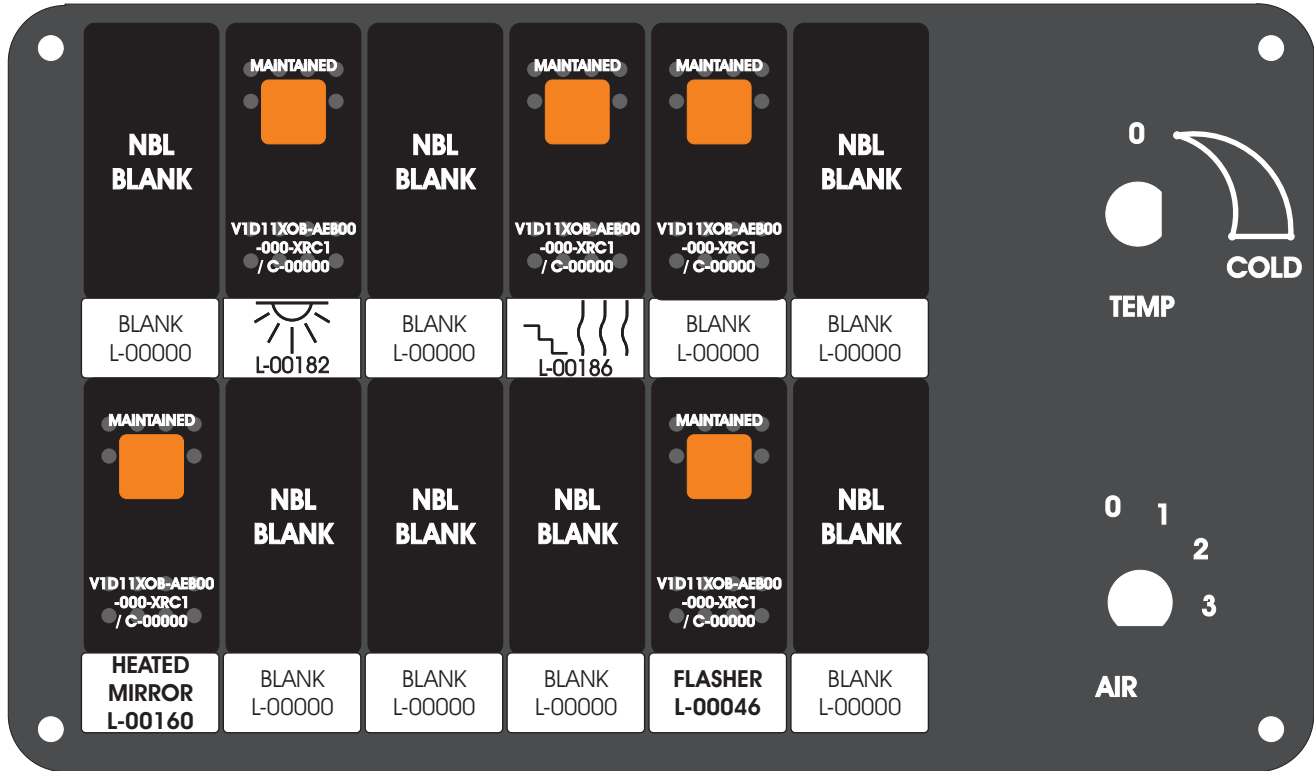 NBL
BLANK
MAINTAINED
V1D11XOB-AEB00
-000-XRC1
/ C-00000
NBL
BLANK
MAINTAINED
V1D11XOB-AEB00
-000-XRC1
/ C-00000
MAINTAINED
V1D11XOB-AEB00
-000-XRC1
/ C-00000
NBL
BLANK
BLANK
L-00000
L-00182
BLANK
L-00000
L-00186
BLANK
L-00000
BLANK
L-00000
MAINTAINED
V1D11XOB-AEB00
-000-XRC1
/ C-00000
NBL
BLANK
NBL
BLANK
NBL
BLANK
MAINTAINED
V1D11XOB-AEB00
-000-XRC1
/ C-00000
NBL
BLANK
HEATED
MIRROR
L-00160
BLANK
L-00000
BLANK
L-00000
BLANK
L-00000
FLASHER
L-00046
BLANK
L-00000
0
COLD
TEMP
0
1
2
3
AIR